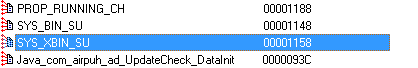 PROP_RUNNING_CH 00001188
SYS_BIN_SU 00001148
SYS_XBIN_SU 00001158
Java_com_airpuh_ad_UpdateCheck_DataInit 0000093C